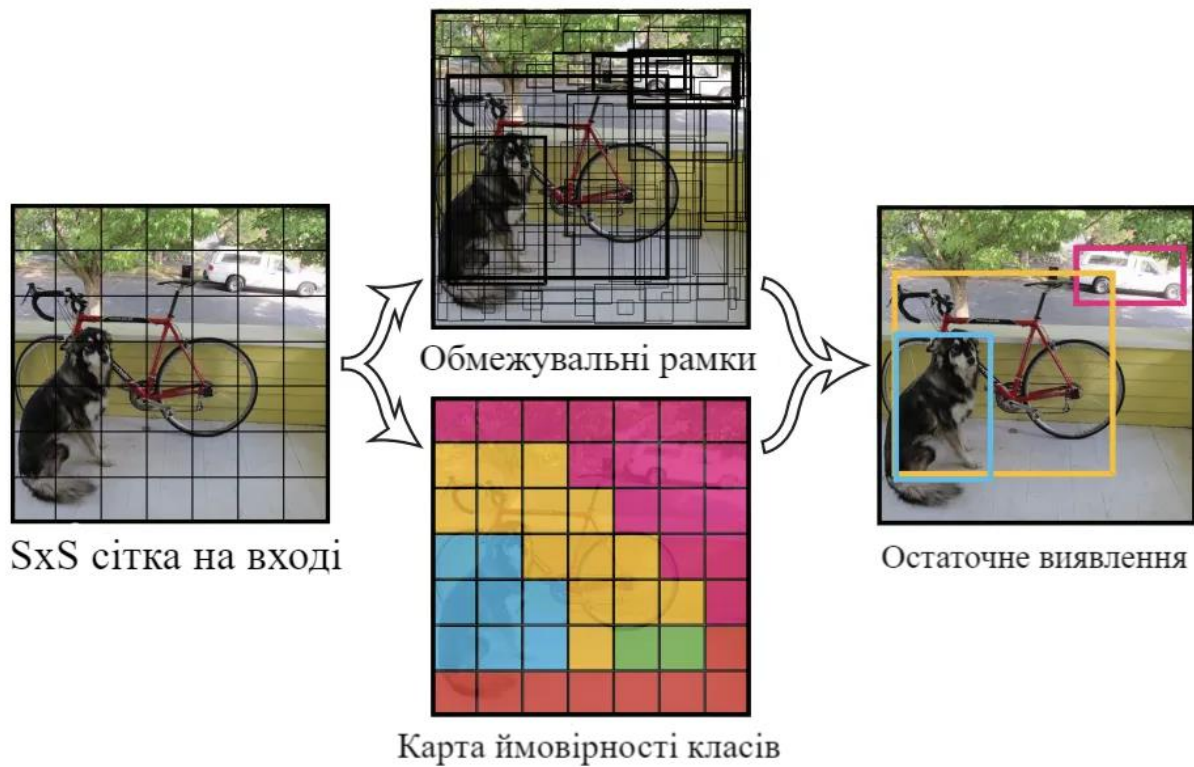 Обмежувальні рамки
SxS сітка на вході
Остаточне виявлення
Карта ймовірності класів